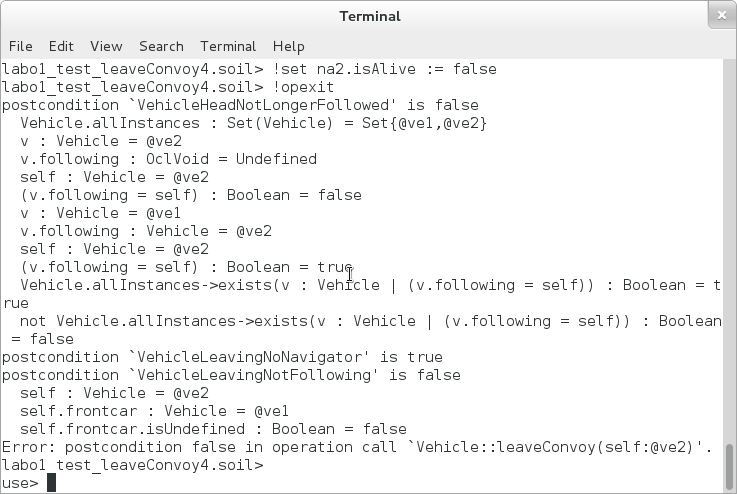 Terminal
File Edit View Search Terminal Help
labo1_test_leaveConvoy4.soil> !set na2.isAlive := false
labo1_test_leaveConvoy4.soil> !opexit
postcondition `VehicleHeadNotLongerFollowed' is false
  Vehicle.allInstances : Set(Vehicle) = Set{@ve1,@ve2}
  v : Vehicle = @ve2
  v.following : OclVoid = Undefined
  self : Vehicle = @ve2
  (v.following = self) : Boolean = false
  v : Vehicle = @ve1
  v.following : Vehicle = @ve2
  self : Vehicle = @ve2
  (v.following = self) : Boolean = true
  Vehicle.allInstances->exists(v : Vehicle | (v.following = self)) : Boolean = t
rue
  not Vehicle.allInstances->exists(v : Vehicle | (v.following = self)) : Boolean
 = false
postcondition `VehicleLeavingNoNavigator' is true
postcondition `VehicleLeavingNotFollowing' is false
  self : Vehicle = @ve2
  self.frontcar : Vehicle = @ve1
  self.frontcar.isUndefined : Boolean = false
Error: postcondition false in operation call `Vehicle::leaveConvoy(self:@ve2)'.
labo1_test_leaveConvoy4.soil>
use>